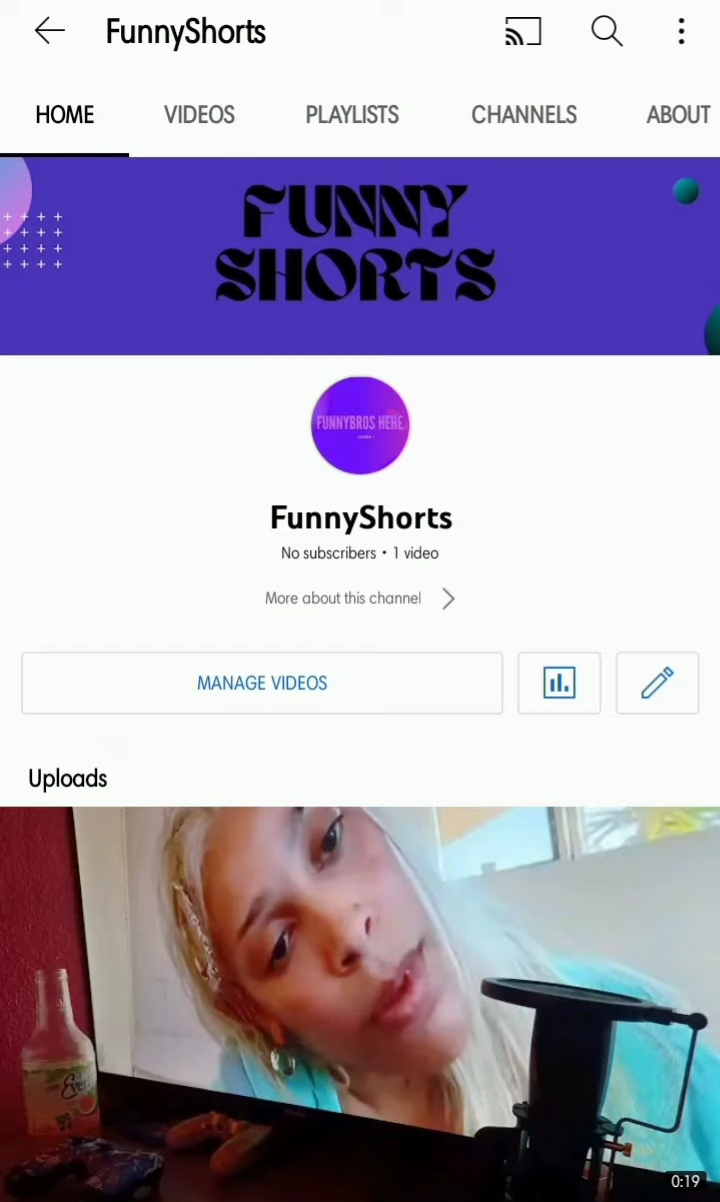 FunnyShorts
HOME VIDEOS PLAYLISTS CHANNELS ABOUT
FUNNY
SHORTS
FUNNYBROS HEHE
FunnyShorts
No subscribers • 1 video
More about this channel
MANAGE VIDEOS
Uploads
0:19